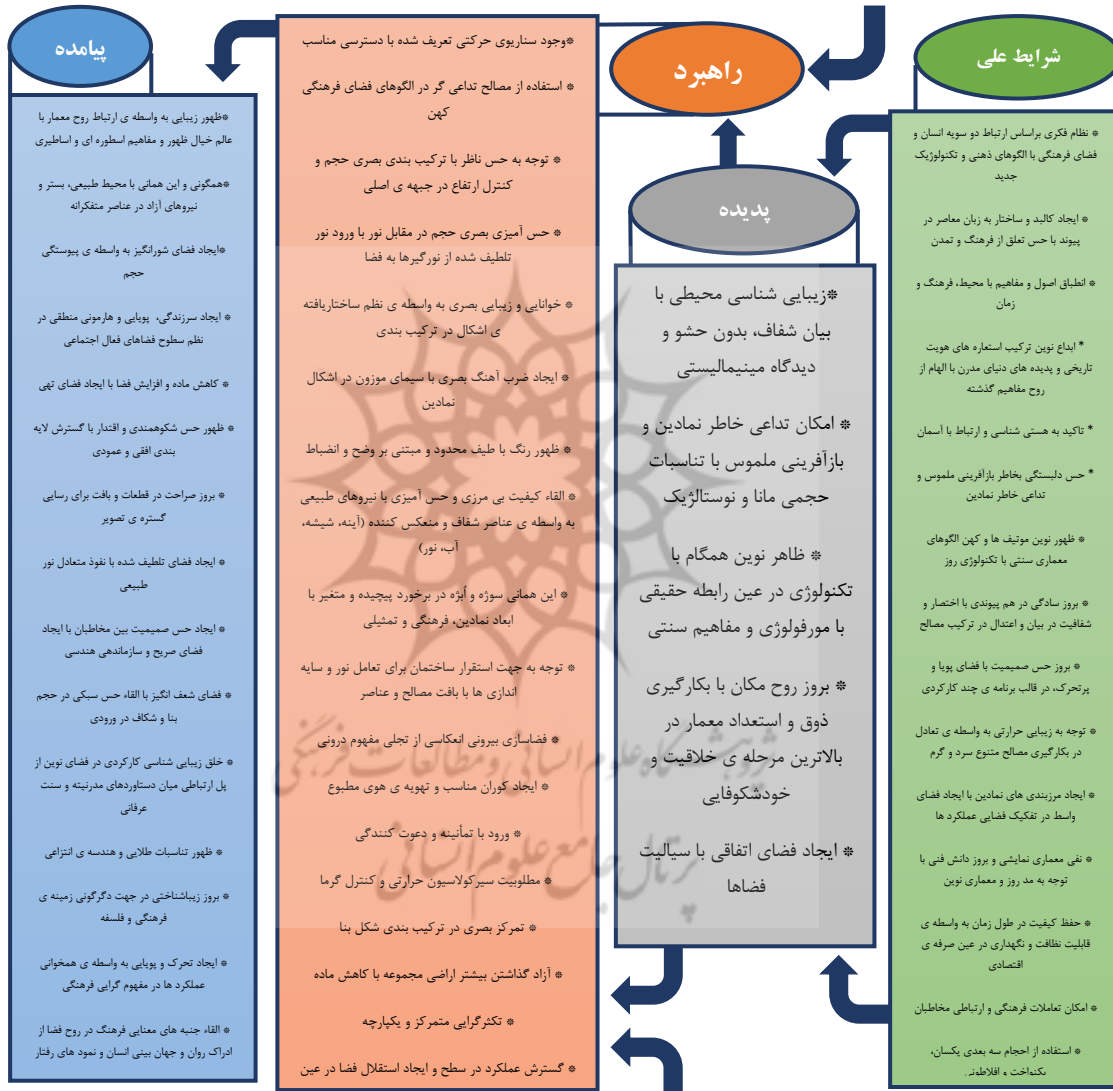 شرایط علی
* نظام فکری براساس ارتباط دو سویه انسان و
فضای فرهنگی با الگوهای ذهنی و تکنولوژیک
جدید
* ایجاد کالبد و ساختار به زبان معاصر در
پیوند با حس تعلق از فرهنگ و تمدن
* انطباق اصول و مفاهیم با محیط، فرهنگ و
زمان
* ابداع نوین ترکیب استعاره های هویت
تاریخی و پدیده های دنیای مدرن با الهام از
روح مفاهیم گذشته
* تاکید به هستی شناسی و ارتباط با آسمان
* حس دلبستگی بخاطر بازآفرینی ملموس و
تداعی خاطر نمادین
* ظهور نوین موتیف ها و کهن الگوهای
معماری سنتی با تکنولوژی روز
* بروز سادگی در هم پیوندی با اختصار و
شفافیت در بیان و اعتدال در ترکیب مصالح
* بروز حس صمیمیت با فضای پویا و
پرتحرک، در قالب برنامه ی چند کارکردی
* توجه به زیبایی حرارتی به واسطه ی تعادل
در بکارگیری مصالح متنوع سرد و گرم
* ایجاد مرزبندی های نمادین با ایجاد فضای
واسط در تفکیک فضایی عملکرد ها
* نفی معماری نمایشی و بروز دانش فنی با
توجه به مد روز و معماری نوین
* حفظ کیفیت در طول زمان به واسطه ی
قابلیت نظافت و نگهداری در عین صرفه ی
اقتصادی
* امکان تعاملات فرهنگی و ارتباطی مخاطبان
* استفاده از احجام سه بعدی یکسان،
یکنواخت و افلاطونی
پدیده
*زیبایی شناسی محیطی با
بیان شفاف، بدون حشو و
دیدگاه مینیمالیستی
* امکان تداعی خاطر نمادین و
بازآفرینی ملموس با تناسبات
حجمی مانا و نوستالژیک
* ظاهر نوین همگام با
تکنولوژی در عین رابطه حقیقی
با مورفولوژی و مفاهیم سنتی
* بروز روح مکان با بکارگیری
ذوق و استعداد معمار در
بالاترین مرحله ی خلاقیت و
خودشکوفایی
* ایجاد فضای اتفاقی با سیالیت
فضاها
راهبرد
*وجود سناریوی حرکتی تعریف شده با دسترسی مناسب
* استفاده از مصالح تداعی گر در الگوهای فضای فرهنگی
کهن
* توجه به حس ناظر با ترکیب بندی بصری حجم و
کنترل ارتفاع در جبهه ی اصلی
* حس آمیزی بصری حجم در مقابل نور با ورود نور
تلطیف شده از نورگیرها به فضا
* خوانایی و زیبایی بصری به واسطه ی نظم ساختاریافته
ی اشکال در ترکیب بندی
* ایجاد ضرب آهنگ بصری با سیمای موزون در اشکال
نمادین
* ظهور رنگ با طیف محدود و مبتنی بر وضح و انضباط
* القاء کیفیت بی مرزی و حس آمیزی با نیروهای طبیعی
به واسطه ی عناصر شفاف و منعکس کننده (آینه، شیشه،
آب، نور)
* این همانی سوژه و أبژه در برخورد پیچیده و متغیر با
ابعاد نمادین، فرهنگی و تمثیلی
* توجه به جهت استقرار ساختمان برای تعامل نور و سایه
اندازی ها با بافت مصالح و عناصر
* فضاسازی بیرونی انعکاسی از تجلی مفهوم درونی
* ایجاد کوران مناسب و تهویه ی هوی مطبوع
* ورود با تمأنینه و دعوت کنندگی
* مطلوبیت سیرکولاسیون حرارتی و کنترل گرما
* تمرکز بصری در ترکیب بندی شکل بنا
* آزاد گذاشتن بیشتر اراضی مجموعه با کاهش ماده
* تکثرگرایی متمرکز و یکپارچه
* گسترش عملکرد در سطح و ایجاد استقلال فضا در عین
پیامده
*ظهور زیبایی به واسطه ی ارتباط روح معمار با
عالم خیال ظهور و مفاهیم اسطوره ای و اساطیری
*همگونی و این همانی با محیط طبیعی، بستر و
نیروهای آزاد در عناصر متفکرانه
*ایجاد فضای شورانگیز به واسطه ی پیوستگی
حجم
* ایجاد سرزندگی، پویایی و هارمونی منطقی در
نظم سطوح فضاهای فعال اجتماعی
* کاهش ماده و افزایش فضا با ایجاد فضای تهی
* ظهور حس شکوهمندی و اقتدار با گسترش لایه
بندی افقی و عمودی
* بروز صراحت در قطعات و بافت برای رسایی
گستره ی تصویر
* ایجاد فضای تلطیف شده با نفوذ متعادل نور
طبیعی
* ایجاد حس صمیمیت بین مخاطبان با ایجاد
فضای صریح و سازماندهی هندسی
* فضای شعف انگیز با القاء حس سبکی در حجم
بنا و شکاف در ورودی
* خلق زیبایی شناسی کارکردی در فضای نوین از
پل ارتباطی میان دستاوردهای مدرنیته و سنت
عرفانی
* ظهور تناسبات طلایی و هندسه ی انتزاعی
* بروز زیباشناختی در جهت دگرگونی زمینه ی
فرهنگی و فلسفه
* ایجاد تحرک و پویایی به واسطه ی همخوانی
عملکرد ها در مفهوم گرایی فرهنگی
* القاء جنبه های معنایی فرهنگ در روح فضا از
ادراک روان و جهان بینی انسان و نمود های رفتار
پژوهشگاه علوم انسانی و مطالعات فرهنگی
پرتال جامع علوم انسانی